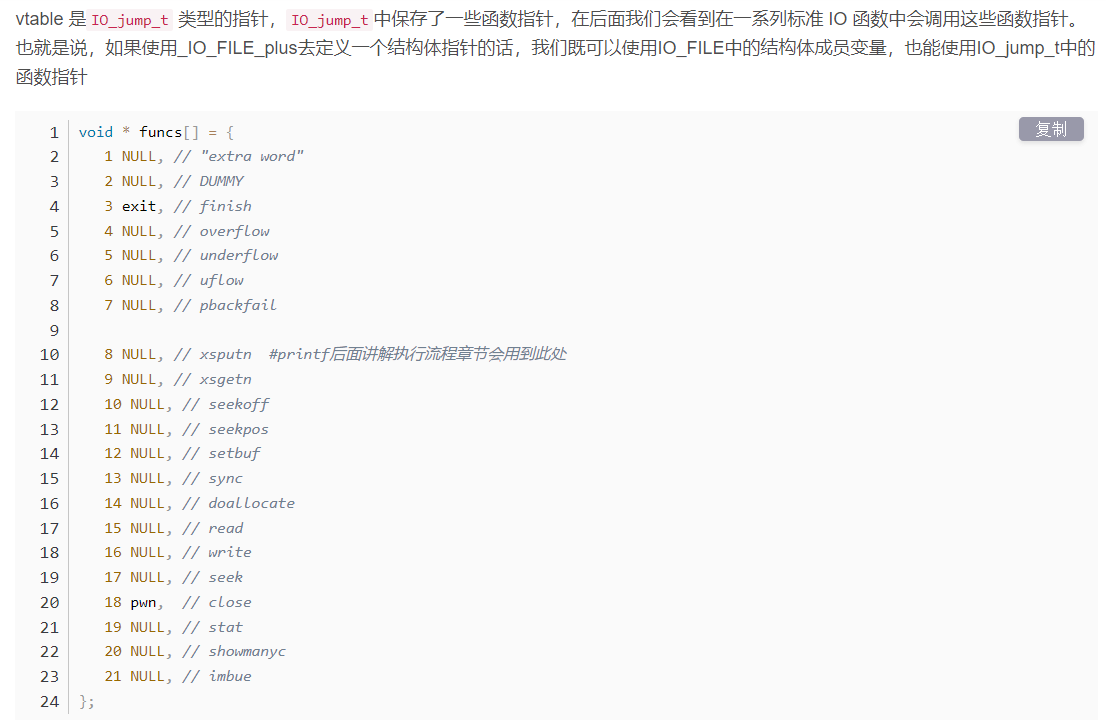 vtable 是 IO_jump_t 类型的指针，IO_jump_t 中保存了一些函数指针，在后面我们会看到在一系列标准 IO 函数中会调用这些函数指针。
也就是说，如果使用_IO_FILE_plus去定义一个结构体指针的话，我们既可以使用IO_FILE中的结构体成员变量，也能使用IO_jump_t中的
函数指针
复制
1 void * funcs[] = {
2 1 NULL, // "extra word"
3 2 NULL, // DUMMY
4 3 exit, // finish
5 4 NULL, // overflow
6 5 NULL, // underflow
7 6 NULL, // uflow
8 7 NULL, // pbackfail
9
10 8 NULL, // xsputn #printf后面讲解执行流程章节会用到此处
11 9 NULL, // xsgetn
12 10 NULL, // seekoff
13 11 NULL, // seekpos
14 12 NULL, // setbuf
15 13 NULL, // sync
16 14 NULL, // doallocate
17 15 NULL, // read
18 16 NULL, // write
19 17 NULL, // seek
20 18 pwn, // close
21 19 NULL, // stat
22 20 NULL, // showmanyc
23 21 NULL, // imbue
24 };